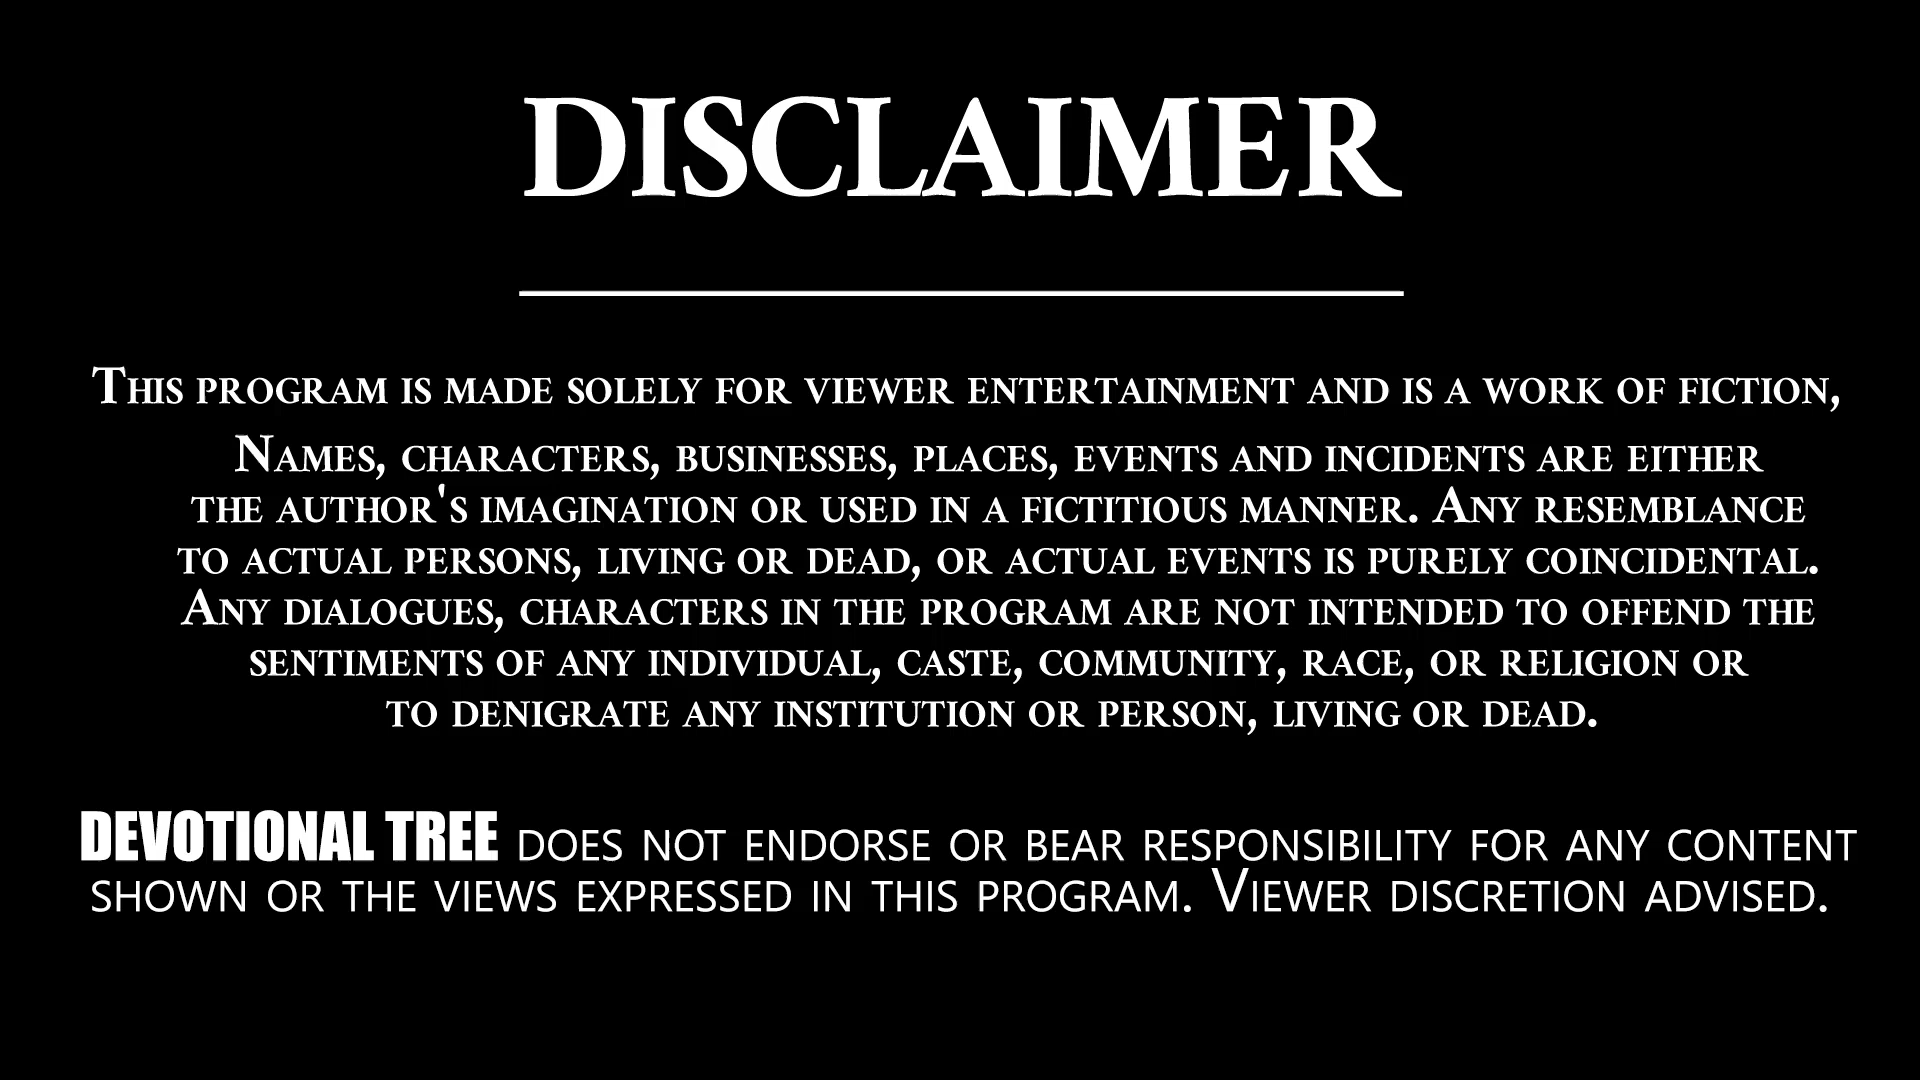 DISCLAIMER
This program is made solely for viewer entertainment and is a work of fiction,
Names, characters, businesses, places, events and incidents are either
the author's imagination or used in a fictitious manner. Any resemblance
to actual persons, living or dead, or actual events is purely coincidental.
Any dialogues, characters in the program are not intended to offend the
sentiments of any individual, caste, community, race, or religion or
to denigrate any institution or person, living or dead.
DEVOTIONAL TREE does not endorse or bear responsibility for any content
shown or the views expressed in this program. Viewer discretion advised.